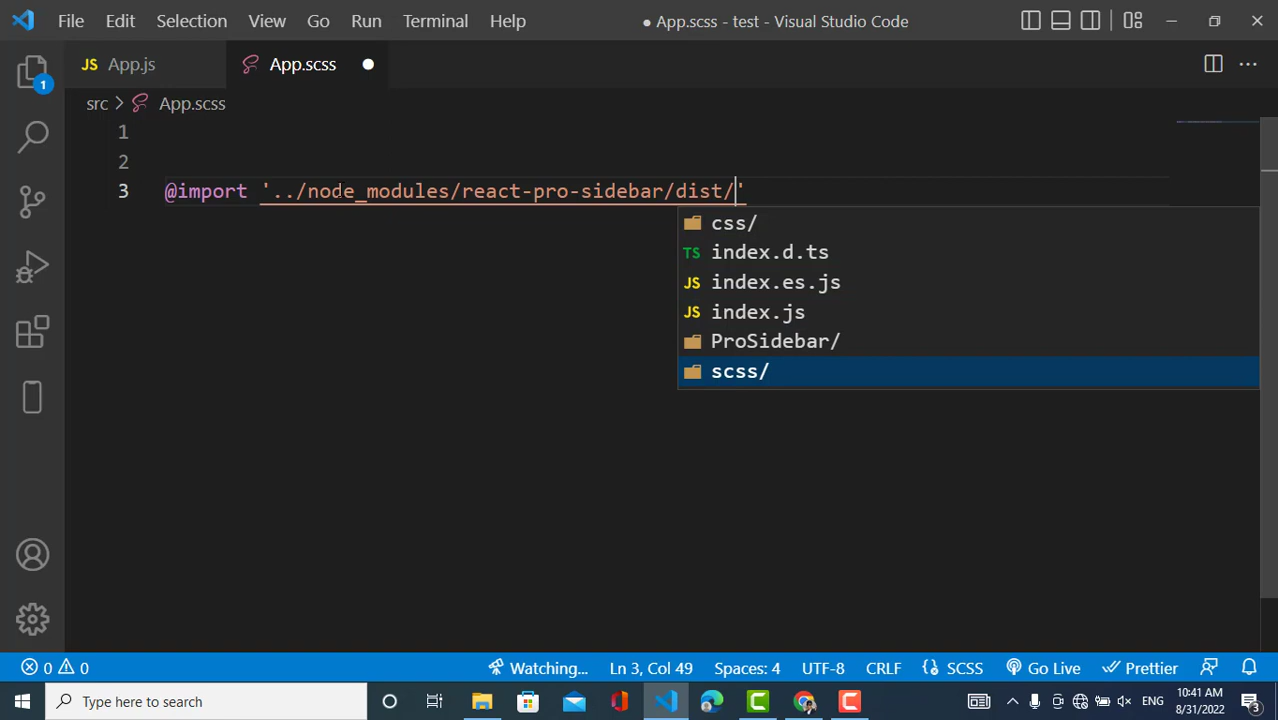 File Edit Selection View Go Run Terminal Help ● App.scss - test - Visual Studio Code
JS App.js App.scss
src > App.scss
1
2
3 @import '../node_modules/react-pro-sidebar/dist/'
css/
TS index.d.ts
JS index.es.js
JS index.js
ProSidebar/
scss/
1
0 0 Watching... Ln 3, Col 49 Spaces: 4 UTF-8 CRLF SCSS Go Live Prettier
Type here to search ENG 10:41 AM 8/31/2022 3